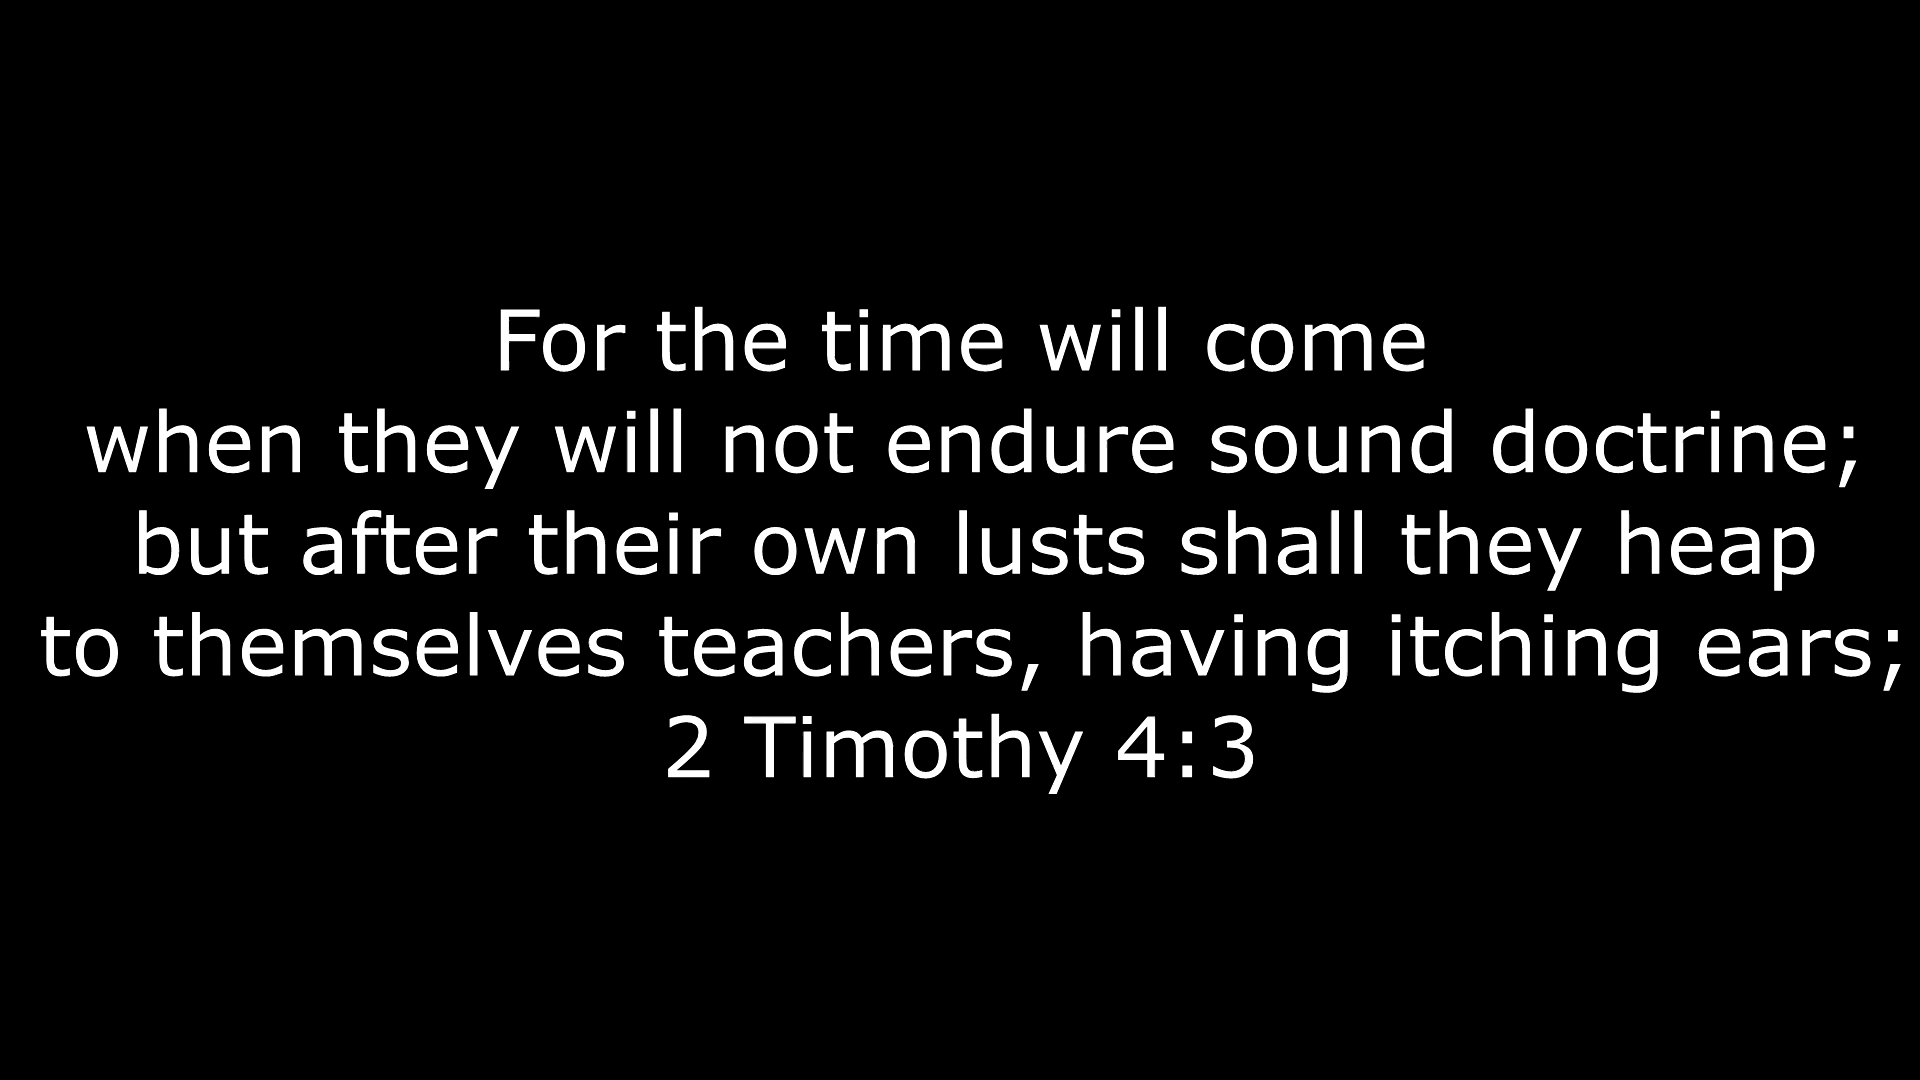 For the time will come
when they will not endure sound doctrine;
but after their own lusts shall they heap
to themselves teachers, having itching ears;
2 Timothy 4:3